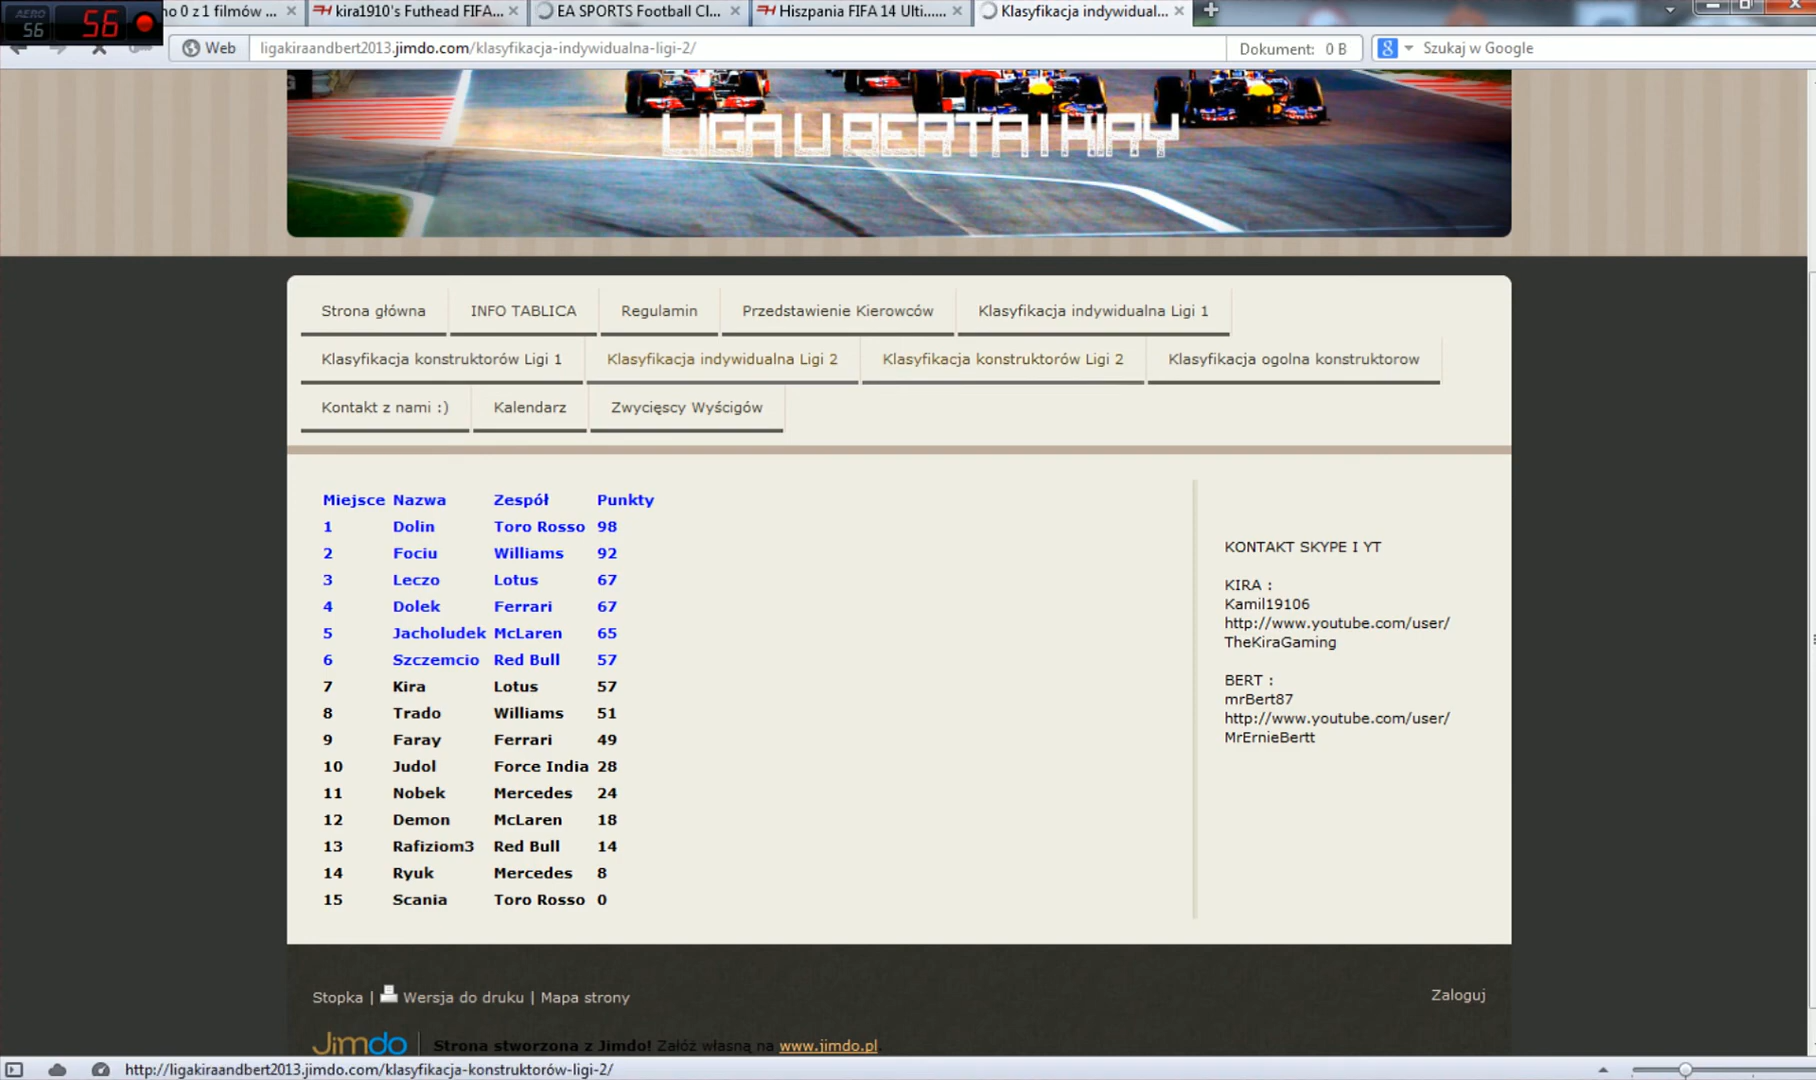 AERO
56
56
no 0 z 1 filmów ...
kira1910's Futhead FIFA...
EA SPORTS Football Cl...
Hiszpania FIFA 14 Ulti......
Klasyfikacja indywidual...
Web
ligakiraandbert2013.jimdo.com/klasyfikacja-indywidualna-ligi-2/
Dokument: 0 B
Szukaj w Google
LIGA U BERTA I KIRY
Strona główna
INFO TABLICA
Regulamin
Przedstawienie Kierowców
Klasyfikacja indywidualna Ligi 1
Klasyfikacja konstruktorów Ligi 1
Klasyfikacja indywidualna Ligi 2
Klasyfikacja konstruktorów Ligi 2
Klasyfikacja ogolna konstruktorow
Kontakt z nami :)
Kalendarz
Zwycięscy Wyścigów
Miejsce Nazwa Zespół Punkty
1 Dolin Toro Rosso 98
2 Fociu Williams 92
3 Leczo Lotus 67
4 Dolek Ferrari 67
5 Jacholudek McLaren 65
6 Szczemcio Red Bull 57
7 Kira Lotus 57
8 Trado Williams 51
9 Faray Ferrari 49
10 Judol Force India 28
11 Nobek Mercedes 24
12 Demon McLaren 18
13 Rafiziom3 Red Bull 14
14 Ryuk Mercedes 8
15 Scania Toro Rosso 0
KONTAKT SKYPE I YT
KIRA :
Kamil19106
http://www.youtube.com/user/
TheKiraGaming
BERT :
mrBert87
http://www.youtube.com/user/
MrErnieBertt
Stopka | Wersja do druku | Mapa strony
Zaloguj
Jimdo
Strona stworzona z Jimdo! Załóż własną na www.jimdo.pl
http://ligakiraandbert2013.jimdo.com/klasyfikacja-konstruktorów-ligi-2/